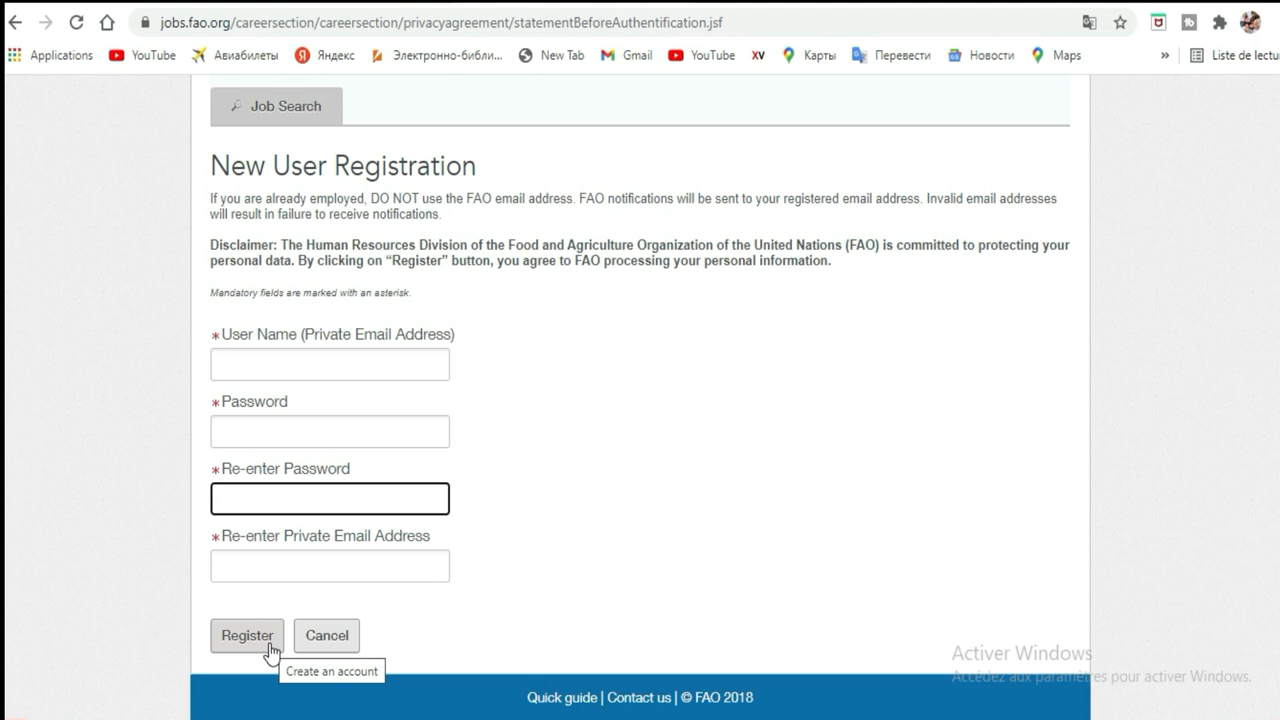 jobs.fao.org/careersection/careersection/privacyagreement/statementBeforeAuthentification.jsf
Applications YouTube Авиабилеты Яндекс Электронно-библи... New Tab Gmail YouTube XV Карты Перевести Новости Maps » Liste de lectu
Job Search
New User Registration
If you are already employed, DO NOT use the FAO email address. FAO notifications will be sent to your registered email address. Invalid email addresses
will result in failure to receive notifications.
Disclaimer: The Human Resources Division of the Food and Agriculture Organization of the United Nations (FAO) is committed to protecting your
personal data. By clicking on “Register” button, you agree to FAO processing your personal information.
Mandatory fields are marked with an asterisk.
*User Name (Private Email Address)
*Password
*Re-enter Password
*Re-enter Private Email Address
Register Cancel
Create an account
Activer Windows
Accédez aux paramètres pour activer Windows.
Quick guide | Contact us | © FAO 2018